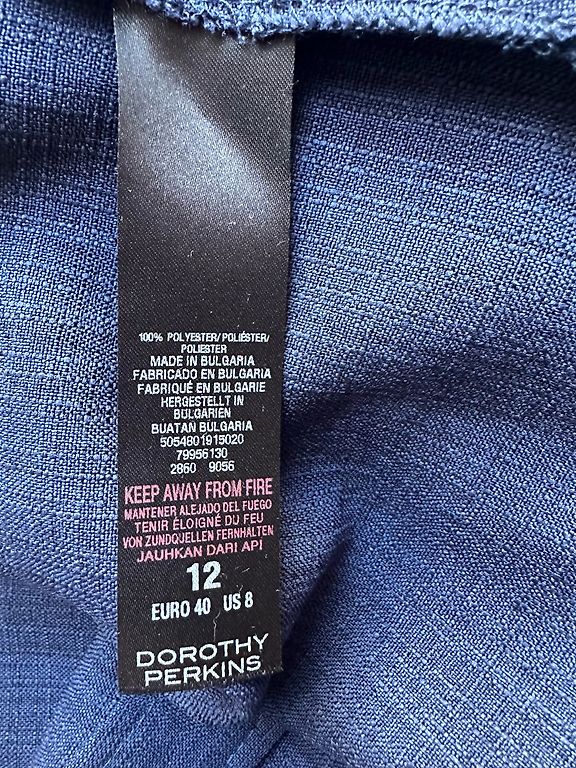 100% POLYESTER/POLIÉSTER/
POLIESTER
MADE IN BULGARIA
FABRICADO EN BULGARIA
FABRIQUÉ EN BULGARIE
HERGESTELLT IN
BULGARIEN
BUATAN BULGARIA
5054801915020
79956130
2860 9056
KEEP AWAY FROM FIRE
MANTENER ALEJADO DEL FUEGO
TENIR ÉLOIGNÉ DU FEU
VON ZUNDQUELLEN FERNHALTEN
JAUHKAN DARI API
12
EURO 40 US 8
DOROTHY
PERKINS